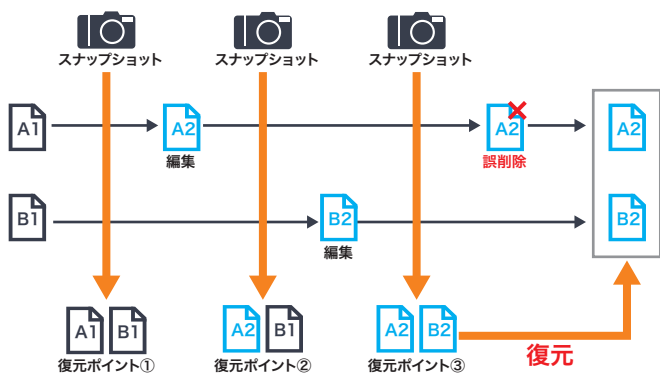 スナップショット
スナップショット
スナップショット
A1
A2
A2
A2
編集
誤削除
B1
B2
B2
編集
A1
B1
A2
B1
A2
B2
復元ポイント①
復元ポイント②
復元ポイント③
復元